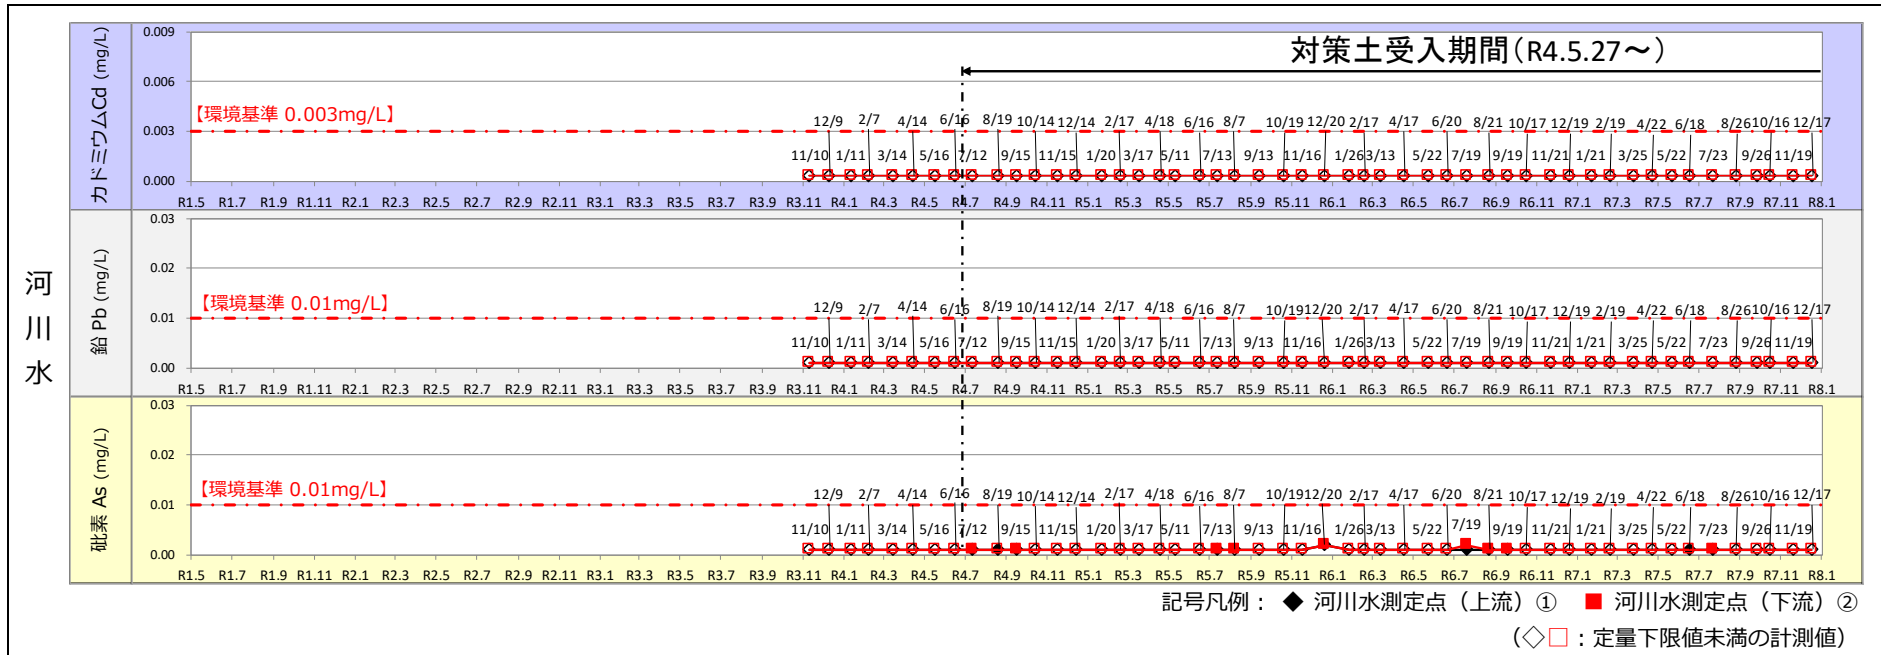 河川水
カドミウムCd (mg/L)
0.009
0.006
0.003
0.000
対策土受入期間(R4.5.27～)
【環境基準 0.003mg/L】
12/9 2/7 4/14 6/16 8/19 10/14 12/14 2/17 4/18 6/16 8/7 10/19 12/20 2/17 4/17 6/20 8/21 10/17 12/19 2/19 4/22 6/18 8/26 10/16 12/17
11/10 1/11 3/14 5/16 7/12 9/15 11/15 1/20 3/17 5/11 7/13 9/13 11/16 1/26 3/13 5/22 7/19 9/19 11/21 1/21 3/25 5/22 7/23 9/26 11/19
R1.5 R1.7 R1.9 R1.11 R2.1 R2.3 R2.5 R2.7 R2.9 R2.11 R3.1 R3.3 R3.5 R3.7 R3.9 R3.11 R4.1 R4.3 R4.5 R4.7 R4.9 R4.11 R5.1 R5.3 R5.5 R5.7 R5.9 R5.11 R6.1 R6.3 R6.5 R6.7 R6.9 R6.11 R7.1 R7.3 R7.5 R7.7 R7.9 R7.11 R8.1
鉛 Pb (mg/L)
0.03
0.02
0.01
0.00
【環境基準 0.01mg/L】
12/9 2/7 4/14 6/16 8/19 10/14 12/14 2/17 4/18 6/16 8/7 10/19 12/20 2/17 4/17 6/20 8/21 10/17 12/19 2/19 4/22 6/18 8/26 10/16 12/17
11/10 1/11 3/14 5/16 7/12 9/15 11/15 1/20 3/17 5/11 7/13 9/13 11/16 1/26 3/13 5/22 7/19 9/19 11/21 1/21 3/25 5/22 7/23 9/26 11/19
R1.5 R1.7 R1.9 R1.11 R2.1 R2.3 R2.5 R2.7 R2.9 R2.11 R3.1 R3.3 R3.5 R3.7 R3.9 R3.11 R4.1 R4.3 R4.5 R4.7 R4.9 R4.11 R5.1 R5.3 R5.5 R5.7 R5.9 R5.11 R6.1 R6.3 R6.5 R6.7 R6.9 R6.11 R7.1 R7.3 R7.5 R7.7 R7.9 R7.11 R8.1
砒素 As (mg/L)
0.03
0.02
0.01
0.00
【環境基準 0.01mg/L】
12/9 2/7 4/14 6/16 8/19 10/14 12/14 2/17 4/18 6/16 8/7 10/19 12/20 2/17 4/17 6/20 8/21 10/17 12/19 2/19 4/22 6/18 8/26 10/16 12/17
11/10 1/11 3/14 5/16 7/12 9/15 11/15 1/20 3/17 5/11 7/13 9/13 11/16 1/26 3/13 5/22 7/19 9/19 11/21 1/21 3/25 5/22 7/23 9/26 11/19
R1.5 R1.7 R1.9 R1.11 R2.1 R2.3 R2.5 R2.7 R2.9 R2.11 R3.1 R3.3 R3.5 R3.7 R3.9 R3.11 R4.1 R4.3 R4.5 R4.7 R4.9 R4.11 R5.1 R5.3 R5.5 R5.7 R5.9 R5.11 R6.1 R6.3 R6.5 R6.7 R6.9 R6.11 R7.1 R7.3 R7.5 R7.7 R7.9 R7.11 R8.1
記号凡例： ◆ 河川水測定点（上流）① ■ 河川水測定点（下流）②
（◇□：定量下限値未満の計測値）